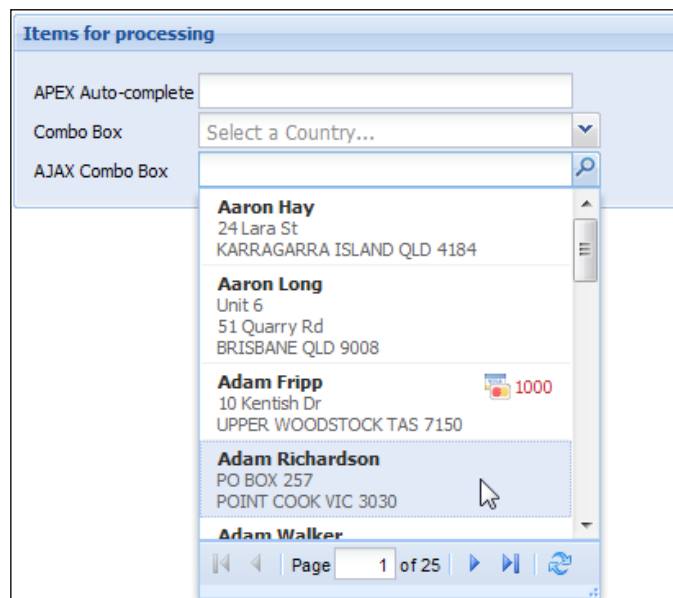 Items for processing
APEX Auto-complete
Combo Box Select a Country...
AJAX Combo Box
Aaron Hay
24 Lara St
KARRAGARRA ISLAND QLD 4184
Aaron Long
Unit 6
51 Quarry Rd
BRISBANE QLD 9008
Adam Fripp 1000
10 Kentish Dr
UPPER WOODSTOCK TAS 7150
Adam Richardson
PO BOX 257
POINT COOK VIC 3030
Adam Walker
Page 1 of 25